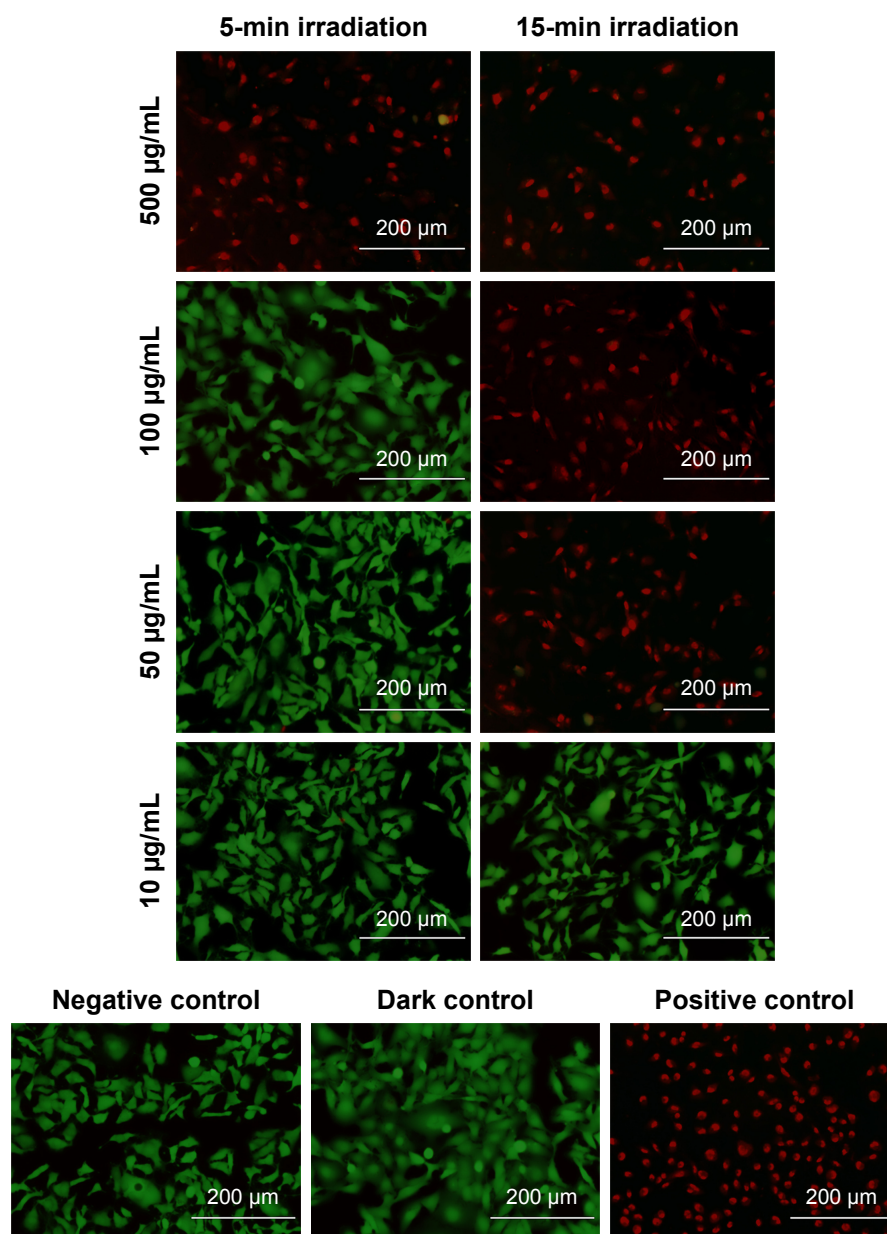 5-min irradiation 15-min irradiation
500 µg/mL
200 µm 200 µm
100 µg/mL
200 µm 200 µm
50 µg/mL
200 µm 200 µm
10 µg/mL
200 µm 200 µm
Negative control Dark control Positive control
200 µm 200 µm 200 µm